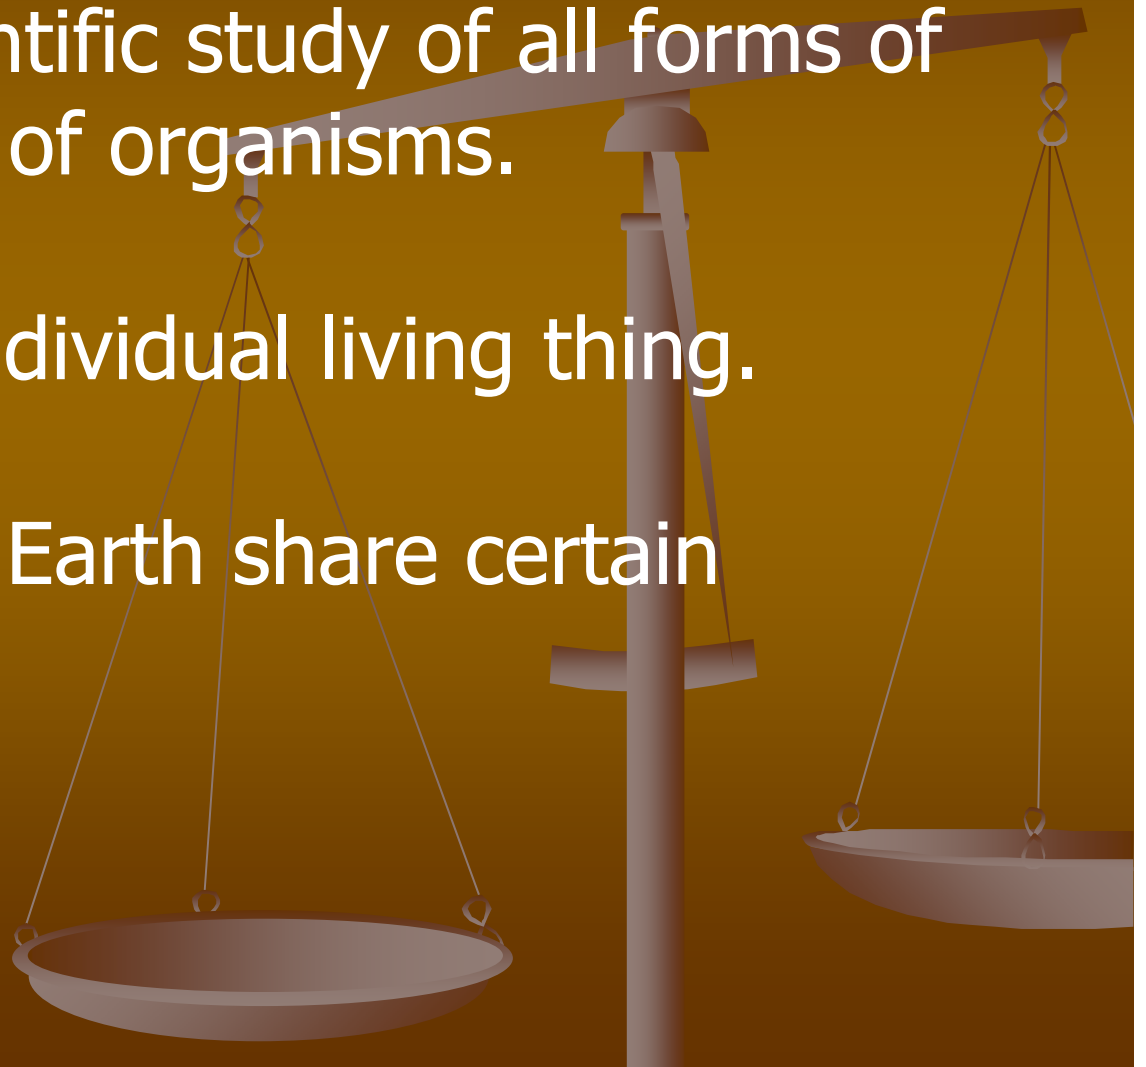 ntific study of all forms of
of organisms.
dividual living thing.
Earth share certain